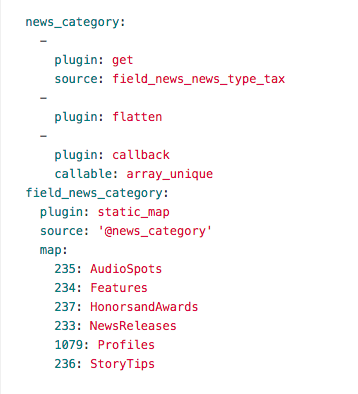 news_category:
  -
    plugin: get
    source: field_news_news_type_tax
  -
    plugin: flatten
  -
    plugin: callback
    callable: array_unique
field_news_category:
  plugin: static_map
  source: '@news_category'
  map:
    235: AudioSpots
    234: Features
    237: HonorsandAwards
    233: NewsReleases
    1079: Profiles
    236: StoryTips